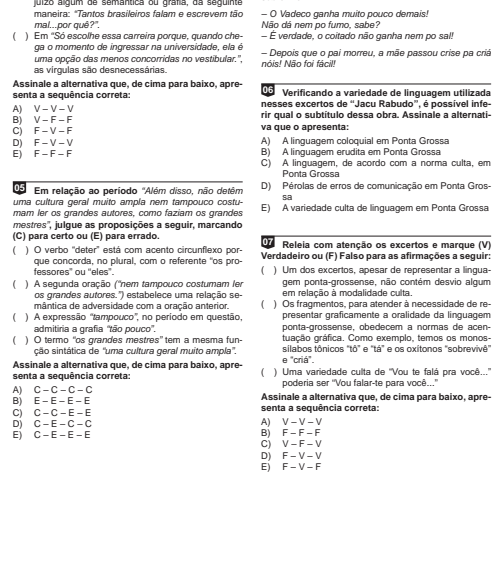 juízo algum de semântica ou grafia, da seguinte
maneira: "Tantos brasileiros falam e escrevem tão
mal...por quê?".
( ) Em "Só escolhe essa carreira porque, quando che-
ga o momento de ingressar na universidade, ela é
uma opção das menos concorridas no vestibular.",
as vírgulas são desnecessárias.
Assinale a alternativa que, de cima para baixo, apre-
senta a sequência correta:
A) V – V – V
B) V – F – F
C) F – V – F
D) F – V – V
E) F – F – F
05 Em relação ao período "Além disso, não detêm
uma cultura geral muito ampla nem tampouco costu-
mam ler os grandes autores, como faziam os grandes
mestres", julgue as proposições a seguir, marcando
(C) para certo ou (E) para errado.
( ) O verbo "deter" está com acento circunflexo por-
que concorda, no plural, com o referente "os pro-
fessores" ou "eles".
( ) A segunda oração ("nem tampouco costumam ler
os grandes autores.") estabelece uma relação se-
mântica de adversidade com a oração anterior.
( ) A expressão "tampouco", no período em questão,
admitiria a grafia "tão pouco".
( ) O termo "os grandes mestres" tem a mesma fun-
ção sintática de "uma cultura geral muito ampla".
Assinale a alternativa que, de cima para baixo, apre-
senta a sequência correta:
A) C – C – C – C
B) E – E – E – E
C) C – C – E – E
D) C – E – C – E
E) C – E – E – E
– O Vadeco ganha muito pouco demais!
Não dá nem po fumo, sabe?
– É verdade, o coitado não ganha nem po sal!
– Depois que o pai morreu, a mãe passou crise pa criá
nóis! Não foi fácil!
06 Verificando a variedade de linguagem utilizada
nesses excertos de "Jacu Rabudo", é possível infe-
rir qual o subtítulo dessa obra. Assinale a alternati-
va que o apresenta:
A) A linguagem coloquial em Ponta Grossa
B) A linguagem erudita em Ponta Grossa
C) A linguagem, de acordo com a norma culta, em
Ponta Grossa
D) Pérolas de erros de comunicação em Ponta Gros-
sa
E) A variedade culta de linguagem em Ponta Grossa
07 Releia com atenção os excertos e marque (V)
Verdadeiro ou (F) Falso para as afirmações a seguir:
( ) Um dos excertos, apesar de representar a lingua-
gem ponta-grossense, não contém desvio algum
em relação à modalidade culta.
( ) Os fragmentos, para atender à necessidade de re-
presentar graficamente a oralidade da linguagem
ponta-grossense, obedecem a normas de acen-
tuação gráfica. Como exemplo, temos os monos-
sílabos tônicos "tô" e "tá" e os oxítonos "sobrevivê"
e "criá".
( ) Uma variedade culta de "Vou te falá pra você..."
poderia ser "Vou falar-te para você..."
Assinale a alternativa que, de cima para baixo, apre-
senta a sequência correta:
A) V – V – V
B) F – F – F
C) V – F – V
D) F – V – V
E) F – V – F